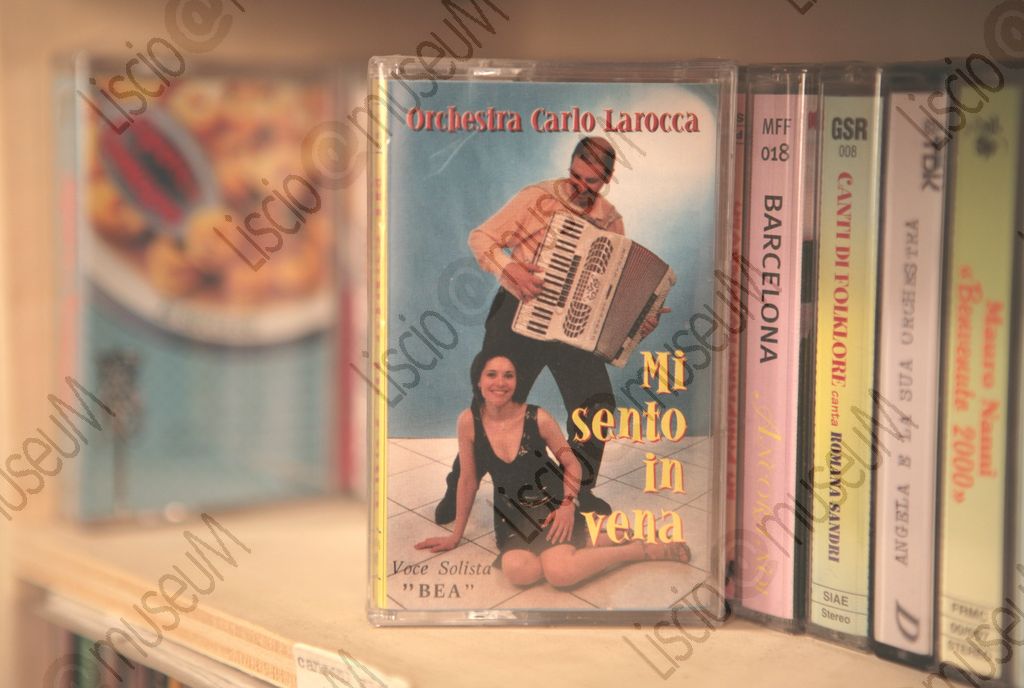 Orchestra Carlo Larocca
Mi
sento
in
vena
Voce Solista
"BEA"
MFF
018
BARCELONA
GSR
008
CANTI DI FOLKLORE canta ROMANA SANDRI
SIAE
Stereo
TDK
ANGELA E LA SUA ORCHESTRA
D
Mauro Nanni
«Benvenuto 2000»
Liscio@museuM